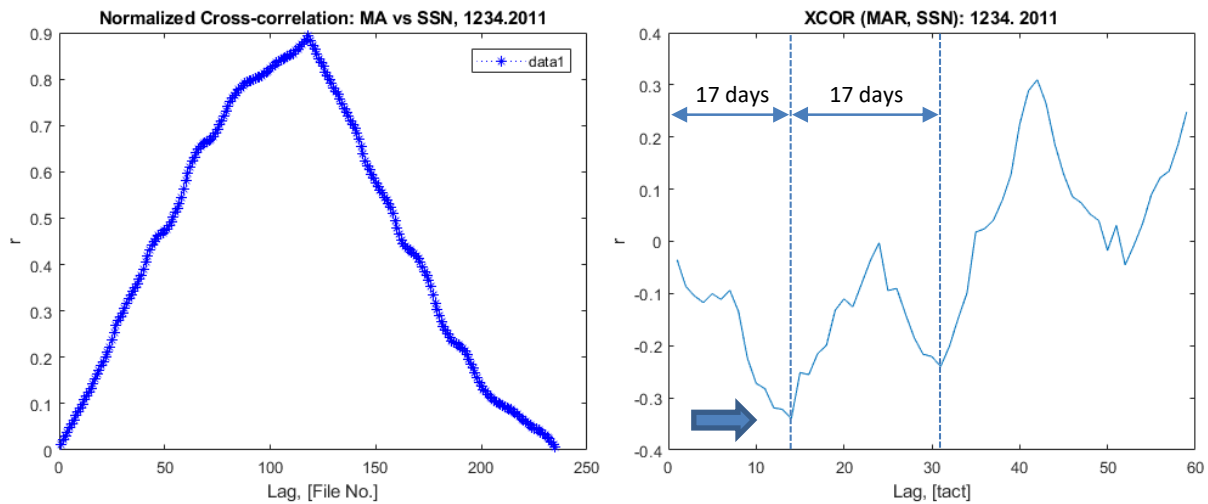 Normalized Cross-correlation: MA vs SSN, 1234.2011
data1
r
0.9
0.8
0.7
0.6
0.5
0.4
0.3
0.2
0.1
0
0 50 100 150 200 250
Lag, [File No.]
XCOR (MAR, SSN): 1234. 2011
17 days 17 days
r
0.4
0.3
0.2
0.1
0
-0.1
-0.2
-0.3
-0.4
0 10 20 30 40 50 60
Lag, [tact]